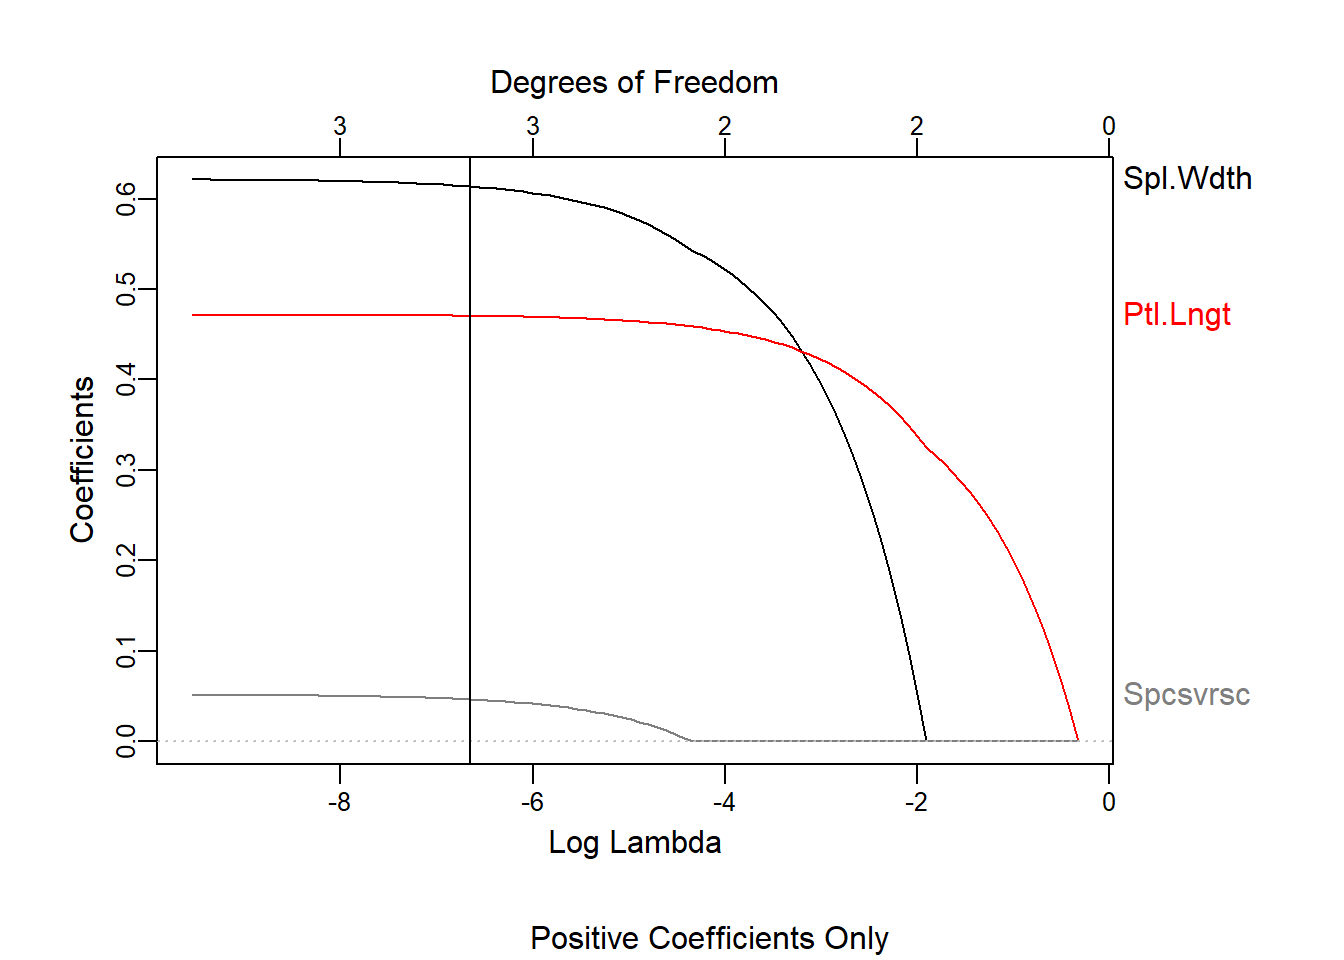 Degrees of Freedom
3 3 2 2 0
Spl.Wdth
Ptl.Lngt
Spcsvrsc
Coefficients
0.6
0.5
0.4
0.3
0.2
0.1
0.0
-8 -6 -4 -2 0
Log Lambda
Positive Coefficients Only